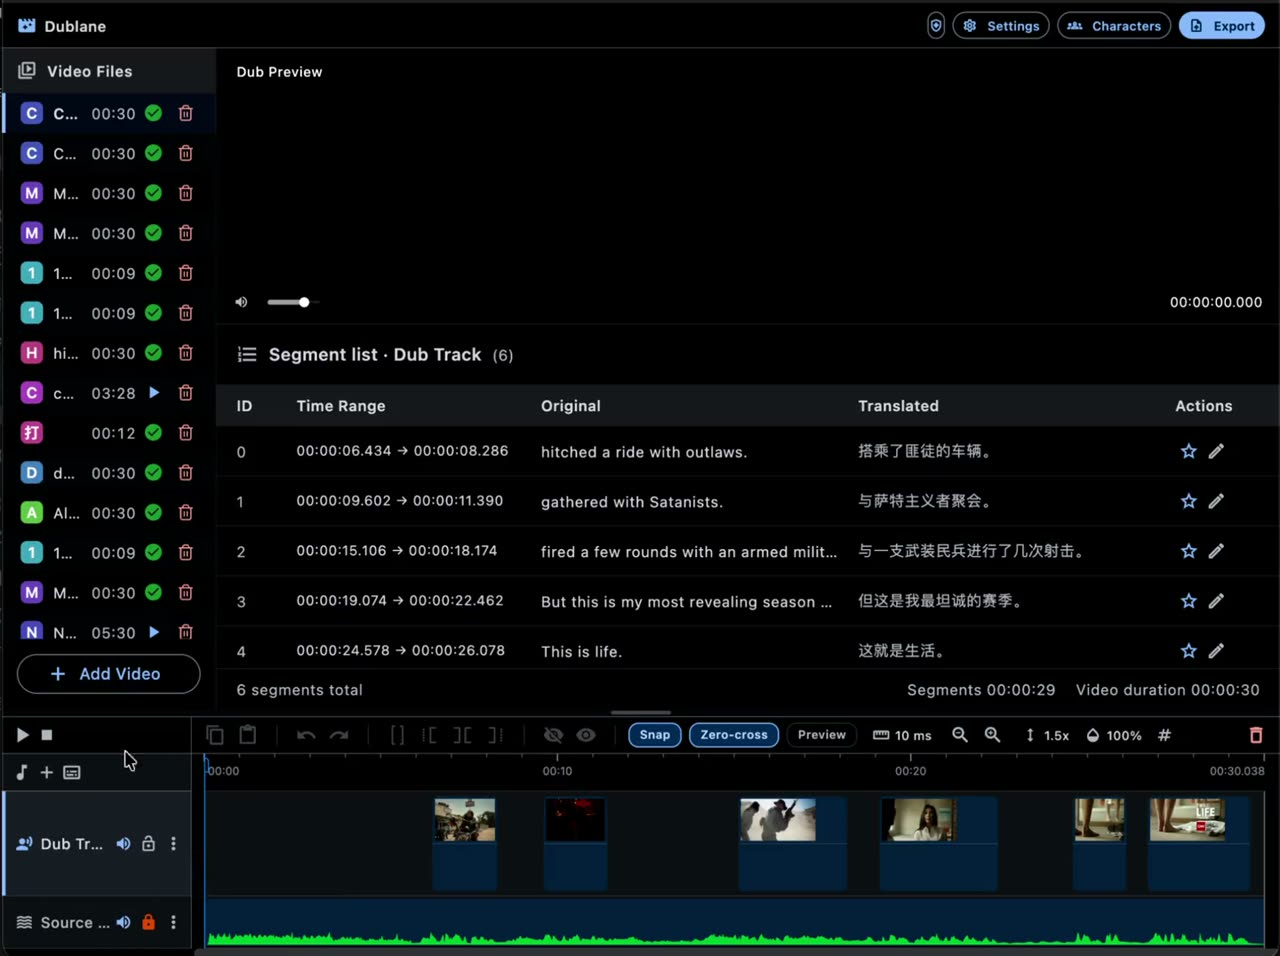 Dublane
Settings
Characters
Export
Video Files
Dub Preview
C C... 00:30
C C... 00:30
M M... 00:30
M M... 00:30
1 1... 00:09
1 1... 00:09
H hi... 00:30
C c... 03:28
打 00:12
D d... 00:30
A Al... 00:30
1 1... 00:09
M M... 00:30
N N... 05:30
Add Video
00:00:00.000
Segment list · Dub Track (6)
ID Time Range Original Translated Actions
0 00:00:06.434 → 00:00:08.286 hitched a ride with outlaws. 搭乘了匪徒的车辆。
1 00:00:09.602 → 00:00:11.390 gathered with Satanists. 与萨特主义者聚会。
2 00:00:15.106 → 00:00:18.174 fired a few rounds with an armed milit... 与一支武装民兵进行了几次射击。
3 00:00:19.074 → 00:00:22.462 But this is my most revealing season ... 但这是我最坦诚的赛季。
4 00:00:24.578 → 00:00:26.078 This is life. 这就是生活。
6 segments total Segments 00:00:29 Video duration 00:00:30
Snap Zero-cross Preview 10 ms 1.5x 100% #
00:00 00:10 00:20 00:30.038
LIFE
Dub Tr...
Source ...